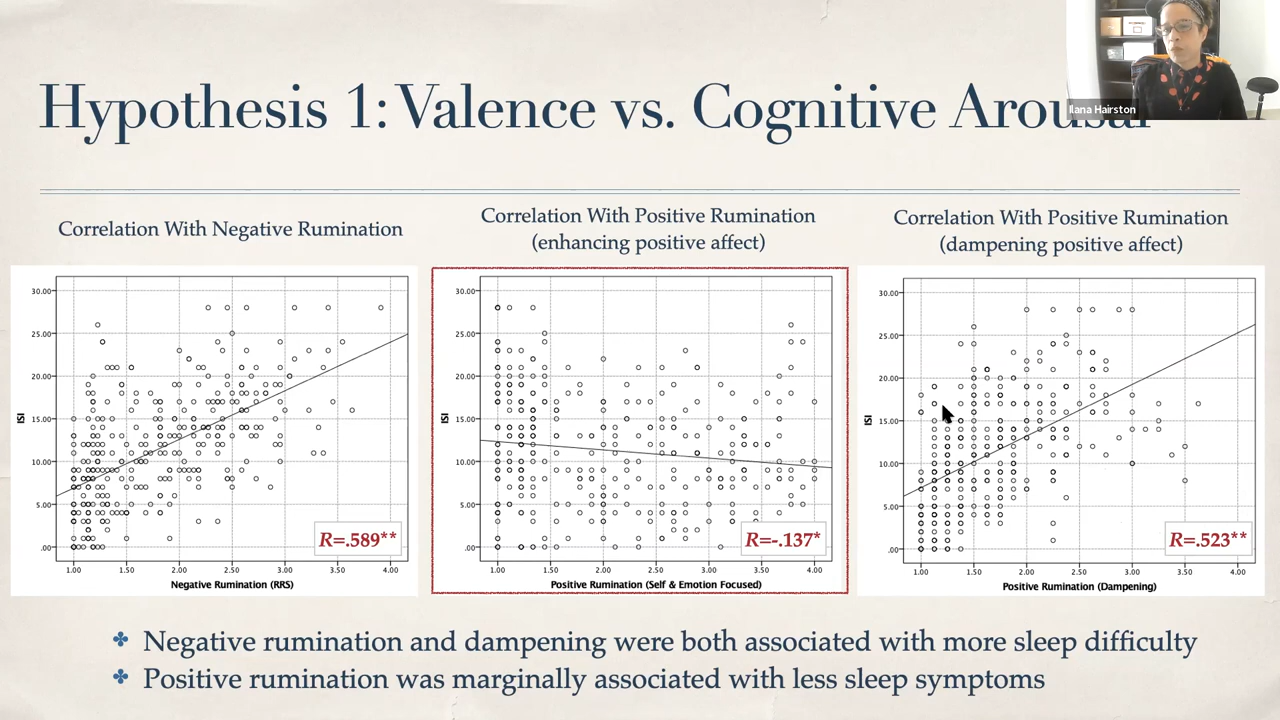 Hypothesis 1: Valence vs. Cognitive Arousal
Ilana Hairston
Correlation With Negative Rumination
Correlation With Positive Rumination
(enhancing positive affect)
Correlation With Positive Rumination
(dampening positive affect)
30.00
25.00
20.00
15.00
10.00
5.00
.00
ISI
1.00 1.50 2.00 2.50 3.00 3.50 4.00
Negative Rumination (RRS)
R=.589**
30.00
25.00
20.00
15.00
10.00
5.00
.00
ISI
1.00 1.50 2.00 2.50 3.00 3.50 4.00
Positive Rumination (Self & Emotion Focused)
R=-.137*
30.00
25.00
20.00
15.00
10.00
5.00
.00
ISI
1.00 1.50 2.00 2.50 3.00 3.50 4.00
Positive Rumination (Dampening)
R=.523**
Negative rumination and dampening were both associated with more sleep difficulty
Positive rumination was marginally associated with less sleep symptoms